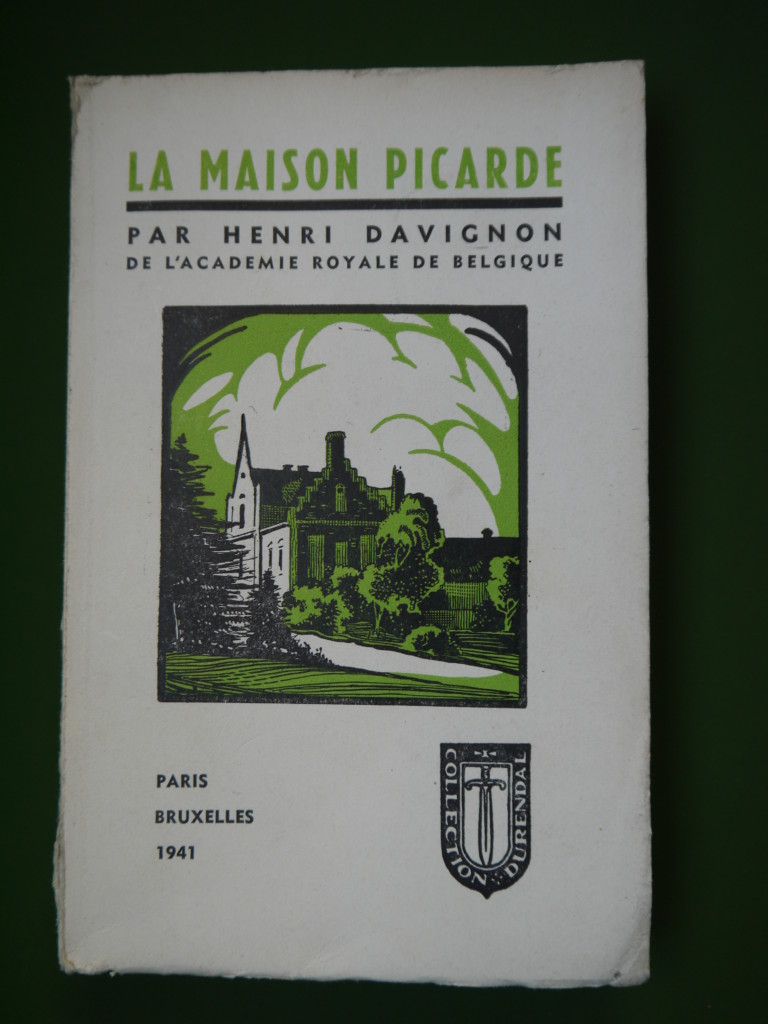 LA MAISON PICARDE
PAR HENRI DAVIGNON
DE L'ACADEMIE ROYALE DE BELGIQUE
PARIS
BRUXELLES
1941
COLLECTION DURENDAL